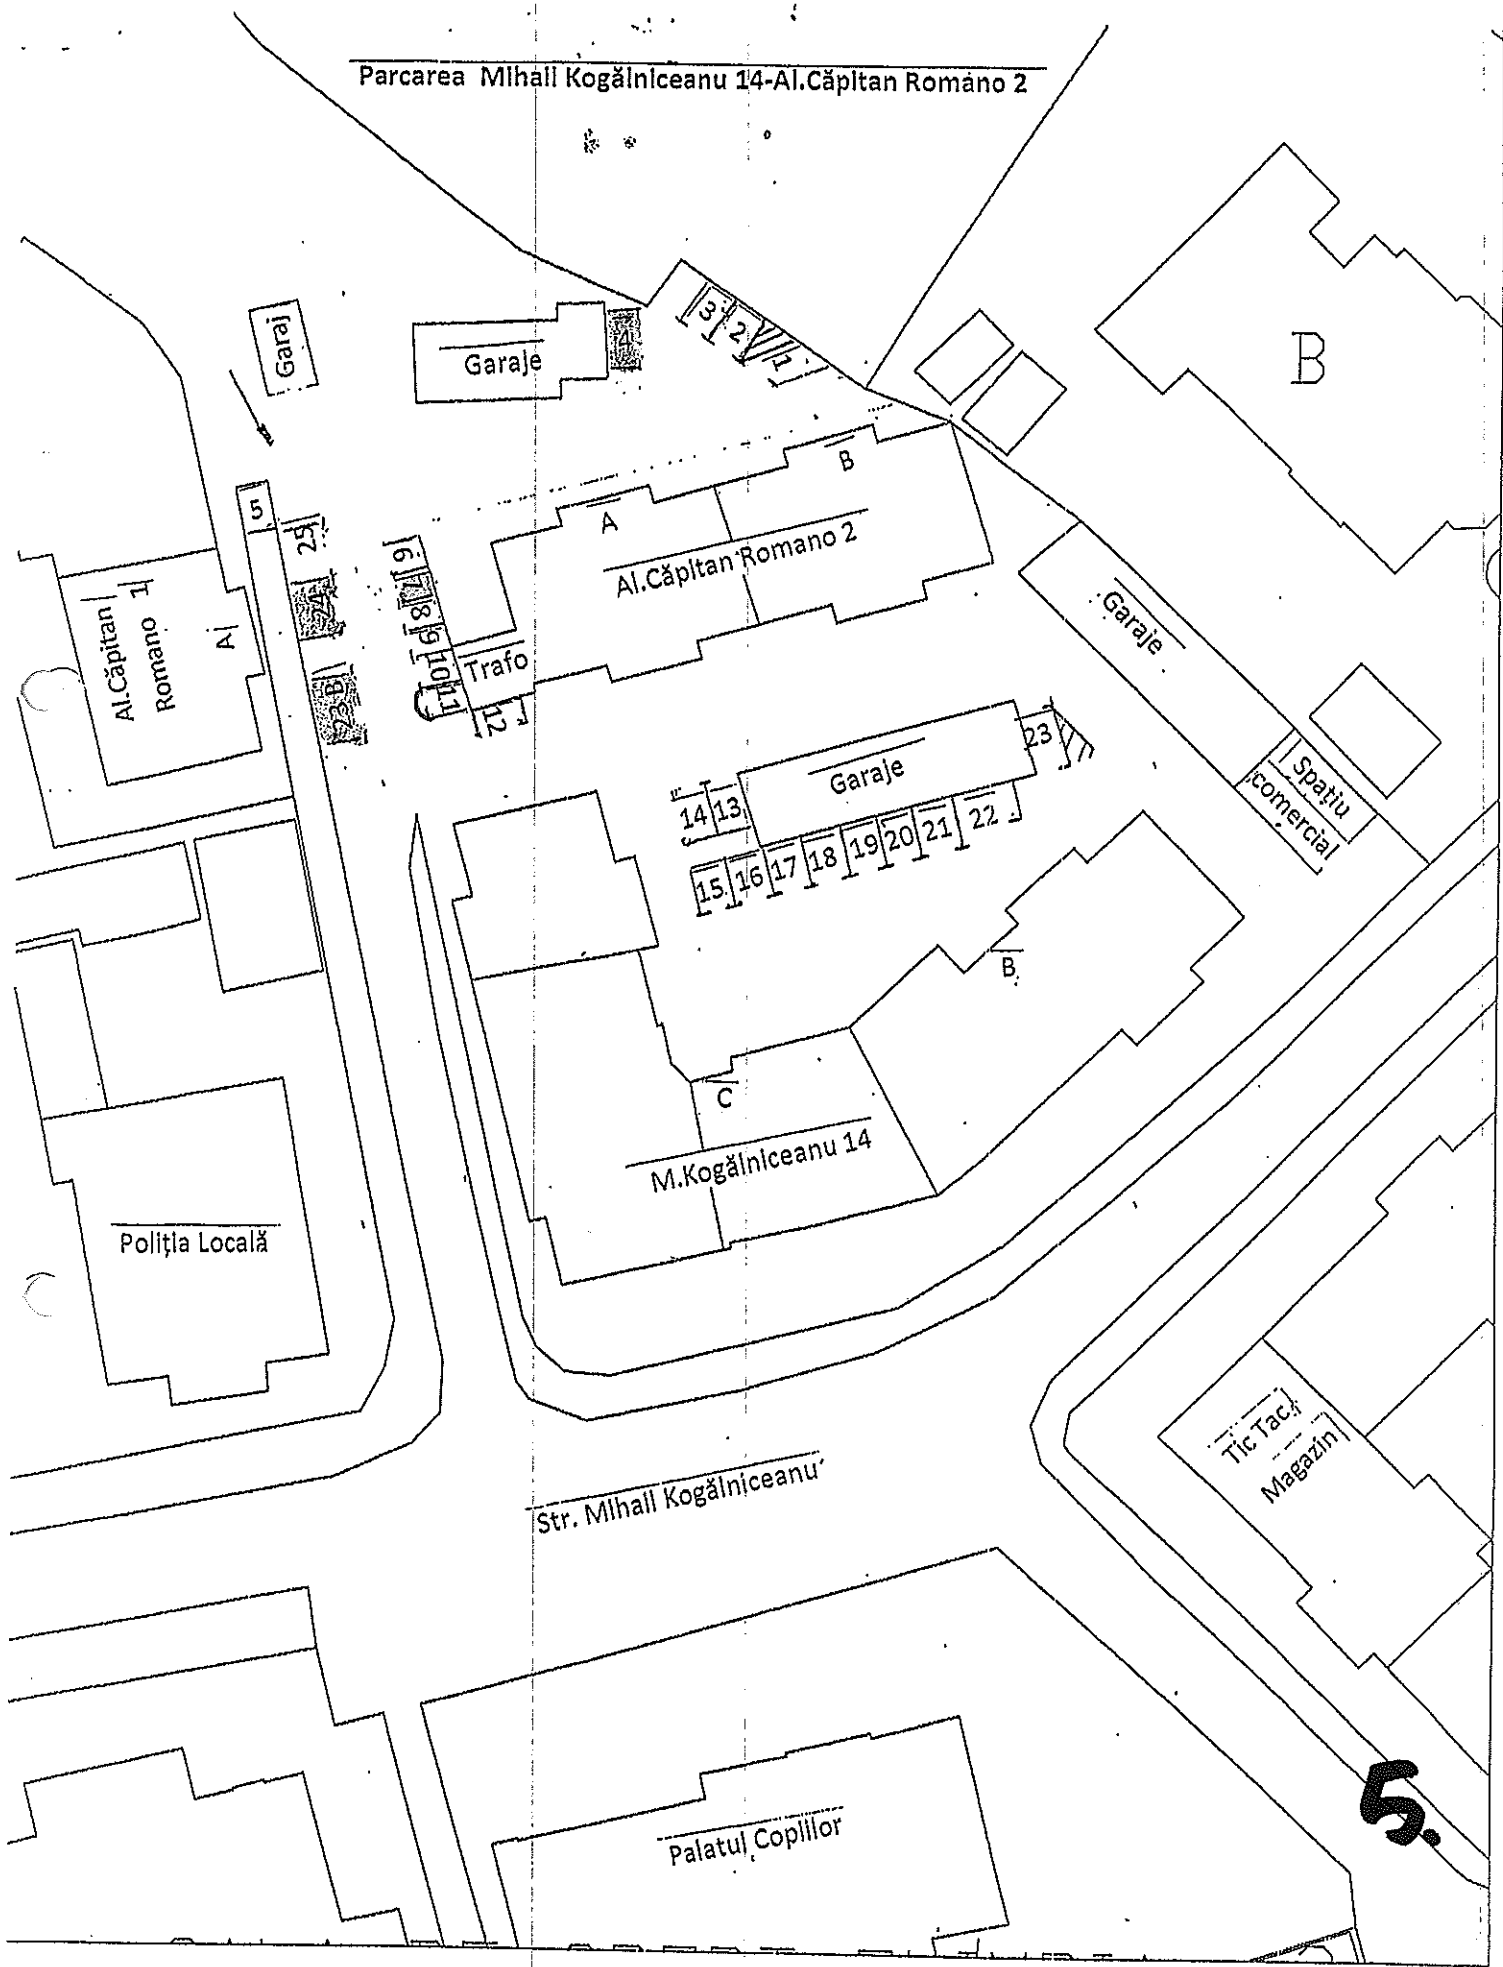 Parcarea Mihail Kogălniceanu 14-Al.Căpitan Romano 2
Garaj
Garaje
4
3
2
1
B
B
A
Al.Căpitan Romano 2
5
25
24
23 B
6
7
8
9
10
11
12
Trafo
Al.Căpitan
Romano 1
A
Garaje
Spațiu
comercial
Garaje
23
14
13
15
16
17
18
19
20
21
22
B
C
M.Kogălniceanu 14
Poliția Locală
Str. Mihail Kogălniceanu
Tic Tac
Magazin
Palatul Copiilor
5.